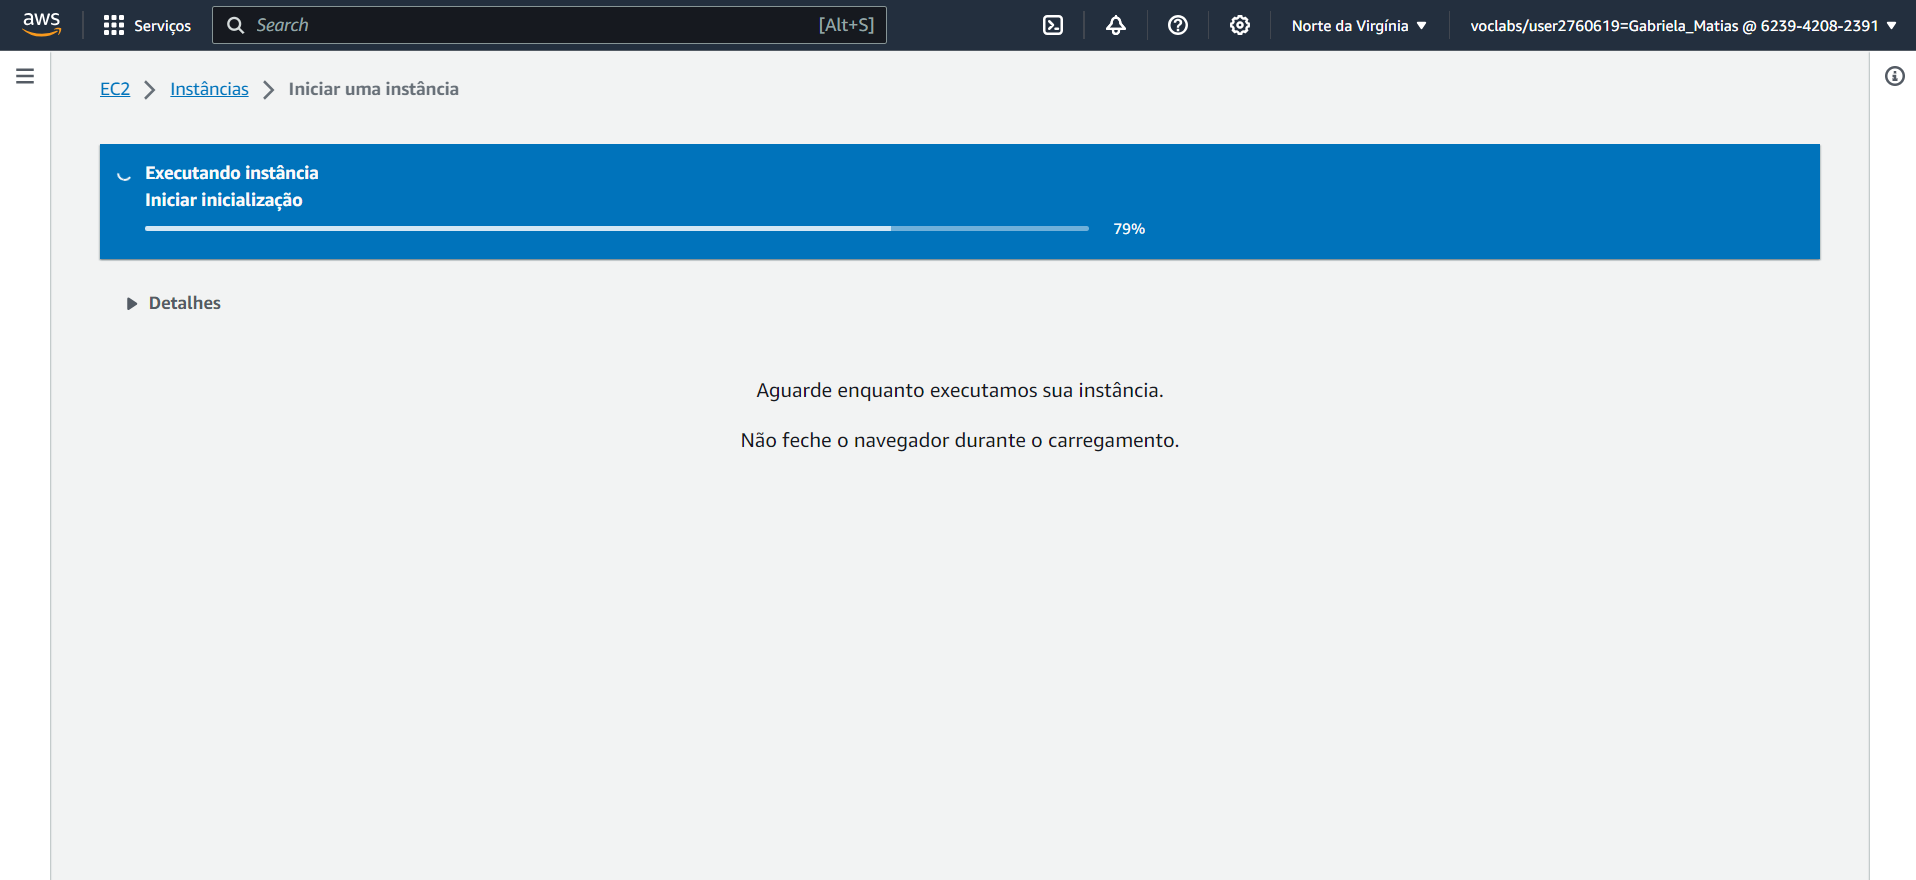 aws
Serviços
Search
[Alt+S]
Norte da Virgínia
voclabs/user2760619=Gabriela_Matias @ 6239-4208-2391
EC2
Instâncias
Iniciar uma instância
Executando instância
Iniciar inicialização
79%
Detalhes
Aguarde enquanto executamos sua instância.
Não feche o navegador durante o carregamento.